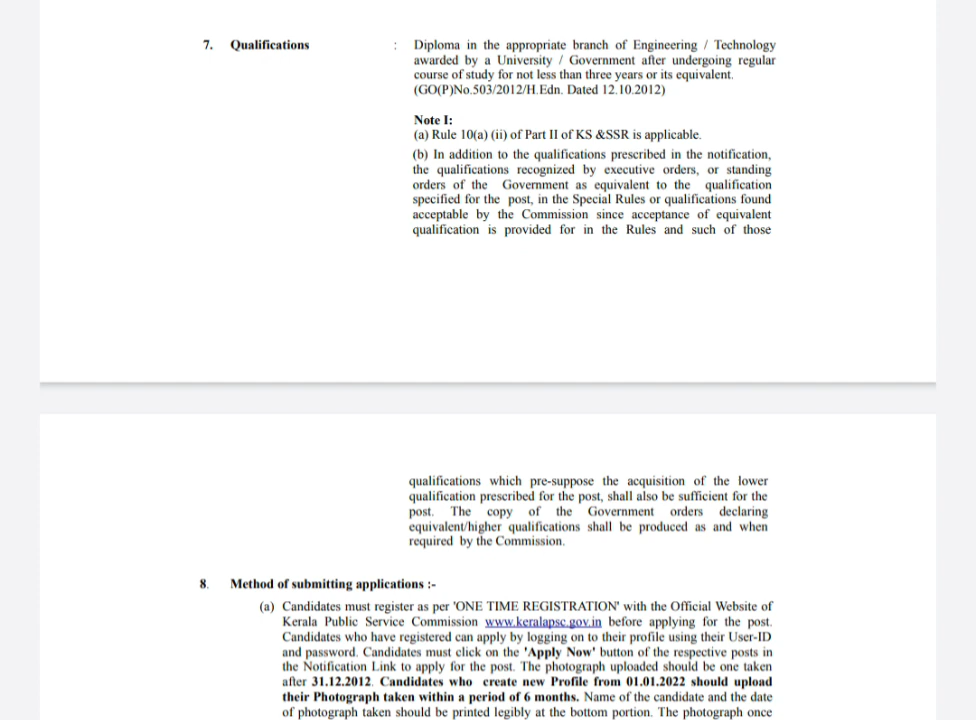 7. Qualifications : Diploma in the appropriate branch of Engineering / Technology
awarded by a University / Government after undergoing regular
course of study for not less than three years or its equivalent.
(GO(P)No.503/2012/H.Edn. Dated 12.10.2012)
Note I:
(a) Rule 10(a) (ii) of Part II of KS &SSR is applicable.
(b) In addition to the qualifications prescribed in the notification,
the qualifications recognized by executive orders, or standing
orders of the Government as equivalent to the qualification
specified for the post, in the Special Rules or qualifications found
acceptable by the Commission since acceptance of equivalent
qualification is provided for in the Rules and such of those
qualifications which pre-suppose the acquisition of the lower
qualification prescribed for the post, shall also be sufficient for the
post. The copy of the Government orders declaring
equivalent/higher qualifications shall be produced as and when
required by the Commission.
8. Method of submitting applications :-
(a) Candidates must register as per 'ONE TIME REGISTRATION' with the Official Website of
Kerala Public Service Commission www.keralapsc.gov.in before applying for the post.
Candidates who have registered can apply by logging on to their profile using their User-ID
and password. Candidates must click on the 'Apply Now' button of the respective posts in
the Notification Link to apply for the post. The photograph uploaded should be one taken
after 31.12.2012. Candidates who create new Profile from 01.01.2022 should upload
their Photograph taken within a period of 6 months. Name of the candidate and the date
of photograph taken should be printed legibly at the bottom portion. The photograph once